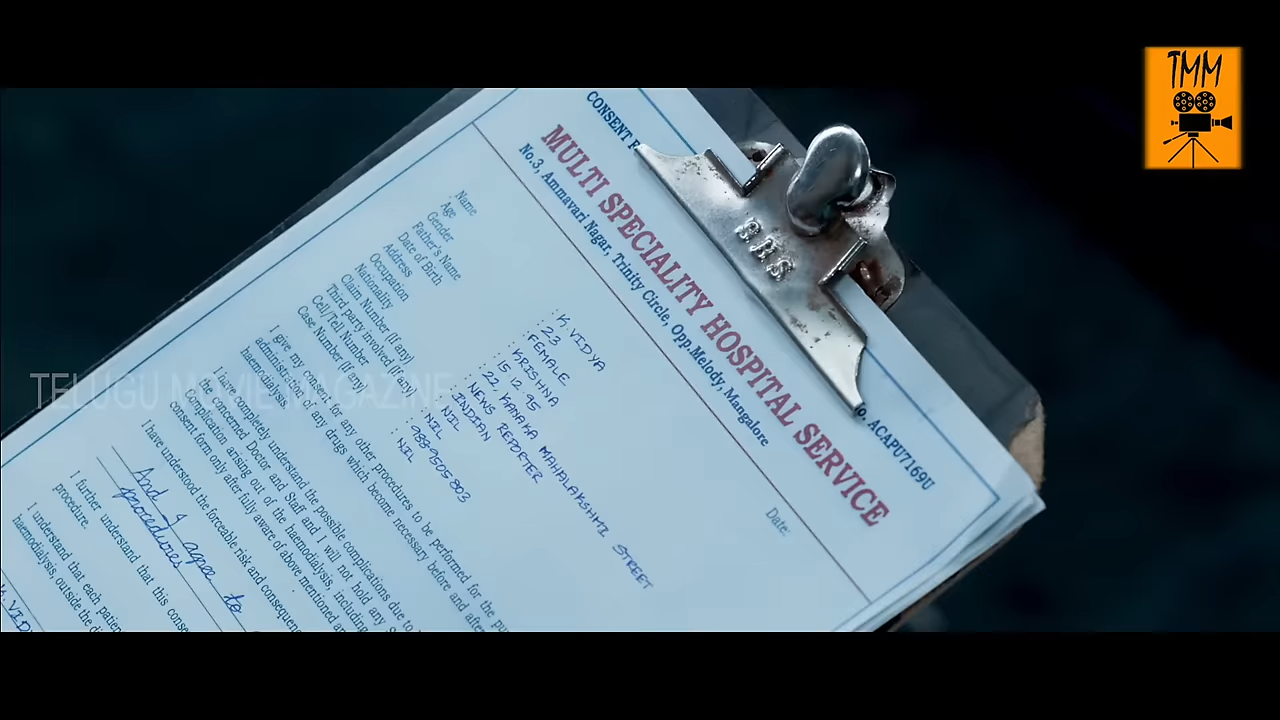 TMM
CONSENT F
o. ACAPU7169U
MULTI SPECIALITY HOSPITAL SERVICE
No.3, Ammavari Nagar, Trinity Circle, Opp.Melody, Mangalore
B.R.S.
Date:
Name : K. VIDYA
Age : 23
Gender : FEMALE
Father's Name : KRISHNA
Date of Birth : 15 12 95
Address : 22 KANAKA MAHALAKSHMI STREET
Occupation : NEWS REPORTER
Nationality : INDIAN
Claim Number (If any) : NIL
Third party involved (If any) : NIL
Cell/Tell Number : 9889505803
Case Number (If any) : NIL
I give my consent for any other procedures to be performed for the pu
administration of any drugs which become necessary before and after
haemodialysis.
I have completely understand the possible complications due to
the concerned Doctor and Staff and I will not hold any
Complication arising out of the haemodialysis, including
consent form only after fully aware of above mentioned
I have understood the forceable risk and consequen
And I agree to
procedures
I further understand that this conse
procedure.
I understand that each patien
haemodialysis, outside the di
K. VID
TELUGU MOVIE MAGAZINE